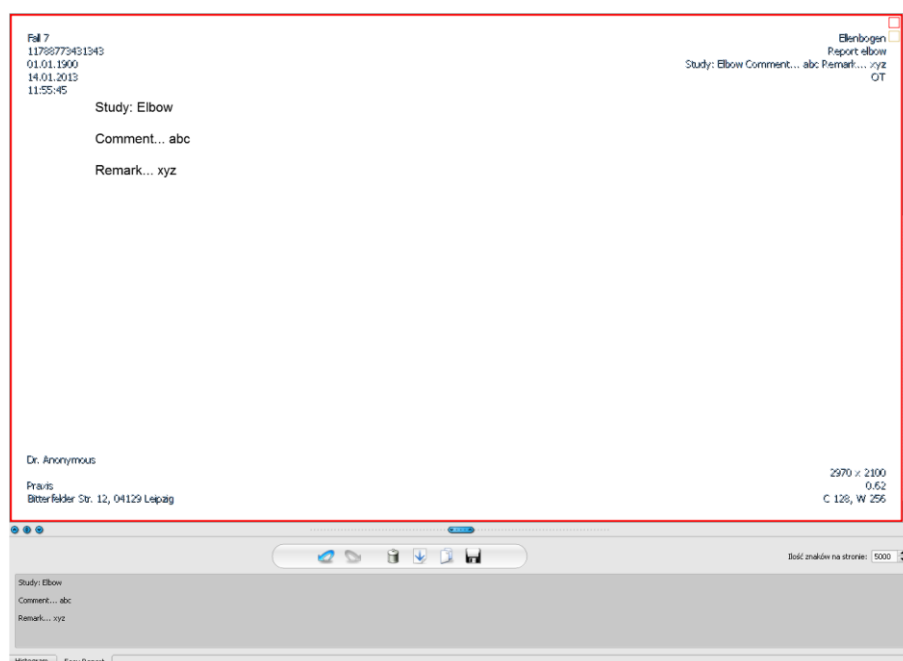 Fall 7
11788773431343
01.01.1900
14.01.2013
11:55:45
Ellenbogen
Report elbow
Study: Elbow Comment... abc Remark... xyz
OT
Study: Elbow
Comment... abc
Remark... xyz
Dr. Anonymous
Praxis
Bitterfelder Str. 12, 04129 Leipzig
2970 x 2100
0.62
C 128, W 256
Ilość znaków na stronie: 5000
Study: Elbow
Comment... abc
Remark... xyz
Histogram Easy Report